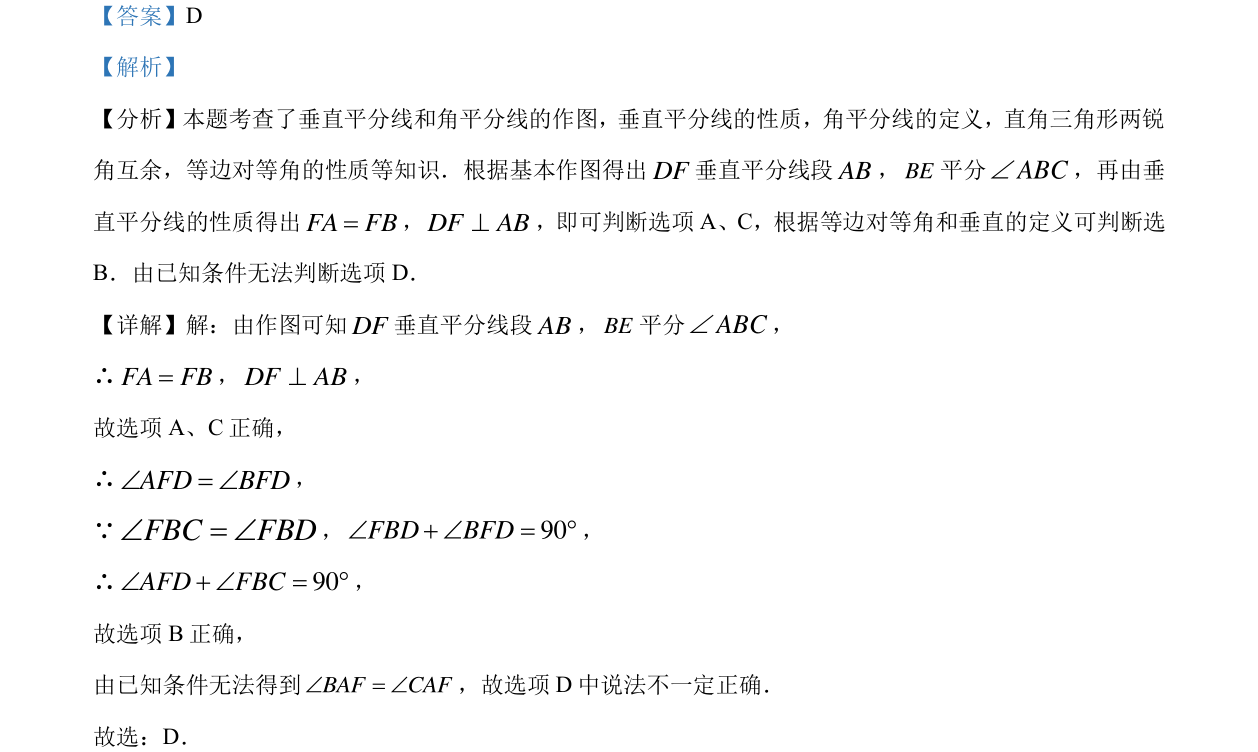 【答案】D
【解析】
【分析】本题考查了垂直平分线和角平分线的作图，垂直平分线的性质，角平分线的定义，直角三角形两锐
角互余，等边对等角的性质等知识．根据基本作图得出 DF 垂直平分线段 AB ， BE 平分 ∠ABC ，再由垂
直平分线的性质得出 FA = FB ， DF ⊥ AB ，即可判断选项 A、C，根据等边对等角和垂直的定义可判断选
B．由已知条件无法判断选项 D．
【详解】解：由作图可知 DF 垂直平分线段 AB ， BE 平分 ∠ABC ，
∴ FA = FB ， DF ⊥ AB ，
故选项 A、C 正确，
∴ ∠AFD = ∠BFD ，
∵ ∠FBC = ∠FBD ， ∠FBD + ∠BFD = 90° ，
∴ ∠AFD + ∠FBC = 90° ，
故选项 B 正确，
由已知条件无法得到 ∠BAF = ∠CAF ，故选项 D 中说法不一定正确．
故选：D．